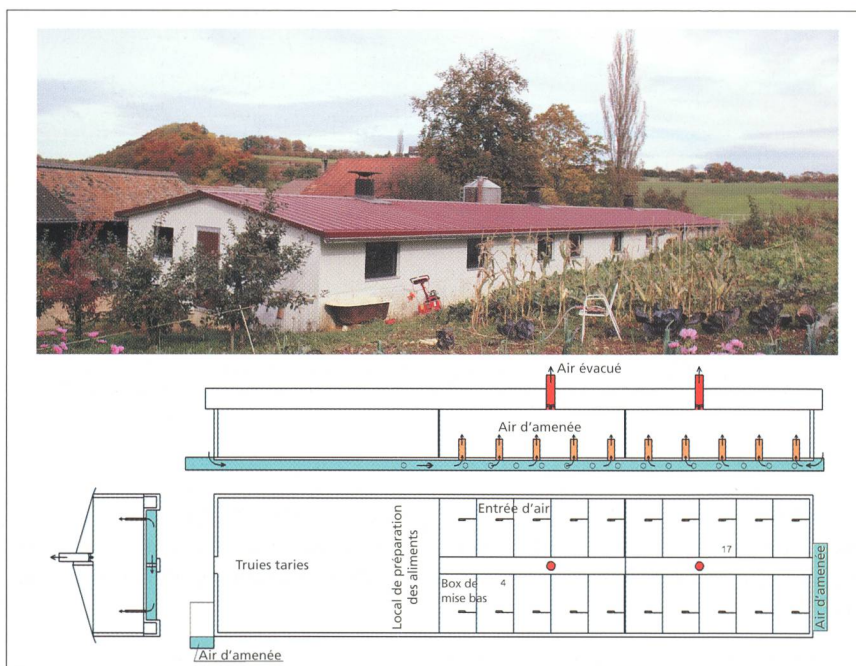 Air évacué
Air d'amenée
Entrée d'air
Truies taries
Local de préparation
des aliments
17
Box de
mise bas
4
Air d'amenée
Air d'amenée